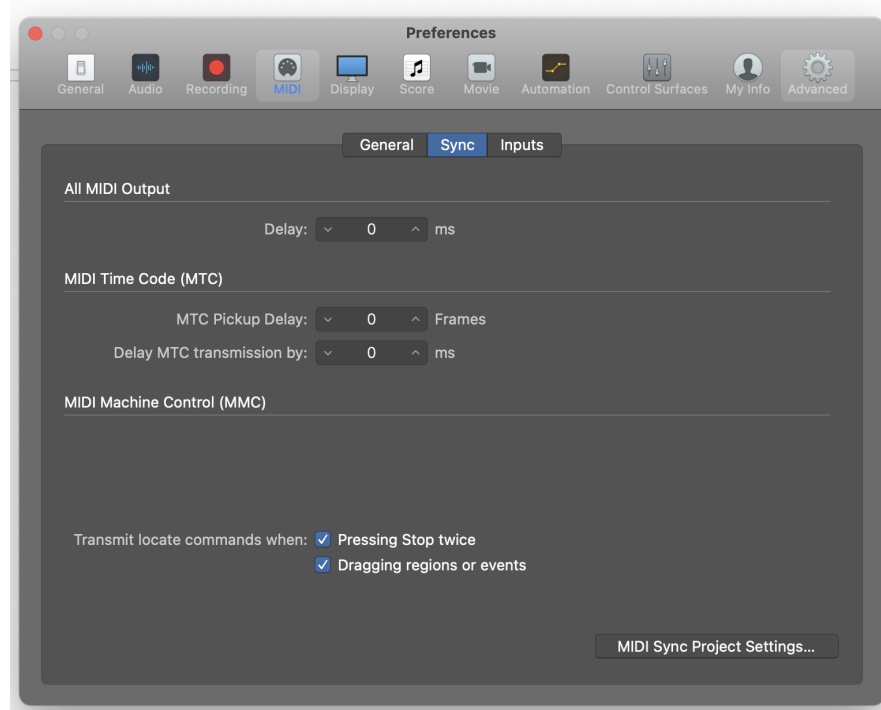 Preferences
General Audio Recording MIDI Display Score Movie Automation Control Surfaces My Info Advanced
General Sync Inputs
All MIDI Output
Delay: 0 ms
MIDI Time Code (MTC)
MTC Pickup Delay: 0 Frames
Delay MTC transmission by: 0 ms
MIDI Machine Control (MMC)
Transmit locate commands when: Pressing Stop twice
Dragging regions or events
MIDI Sync Project Settings...